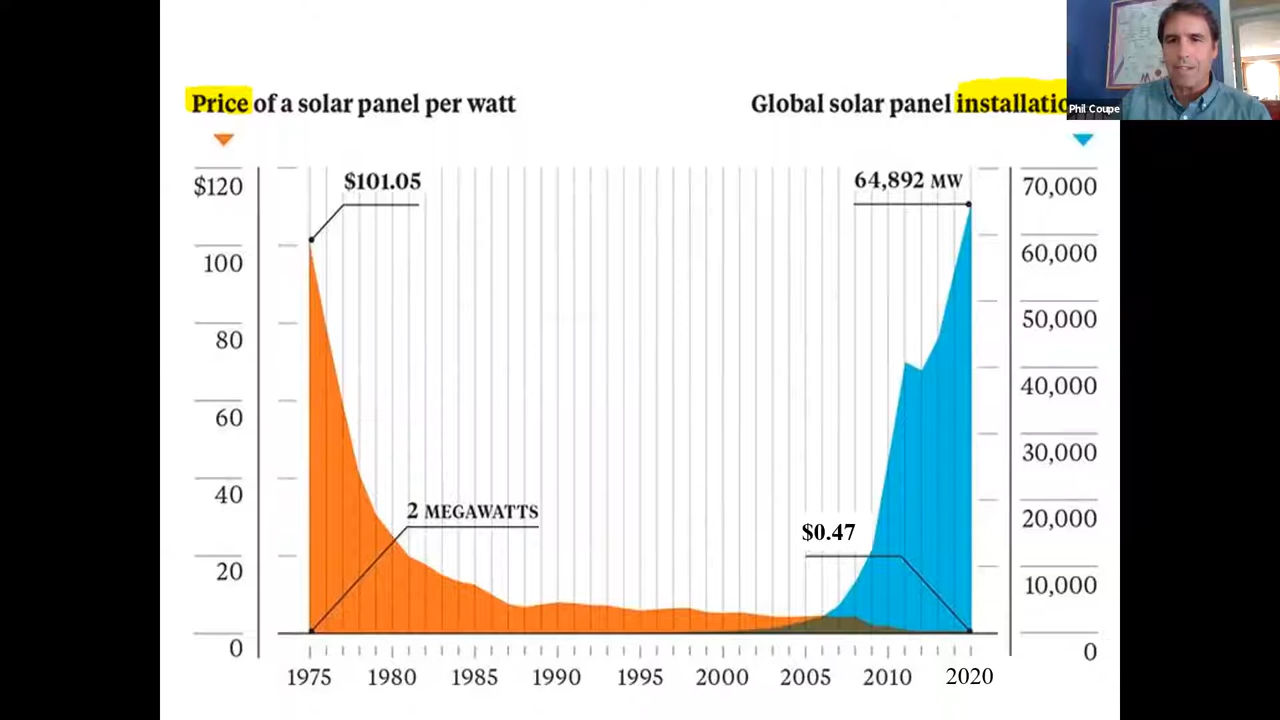 Price of a solar panel per watt
Global solar panel installatio
Phil Coupe
$101.05
64,892 MW
$120
100
80
60
40
20
0
2 MEGAWATTS
$0.47
70,000
60,000
50,000
40,000
30,000
20,000
10,000
0
1975 1980 1985 1990 1995 2000 2005 2010 2020